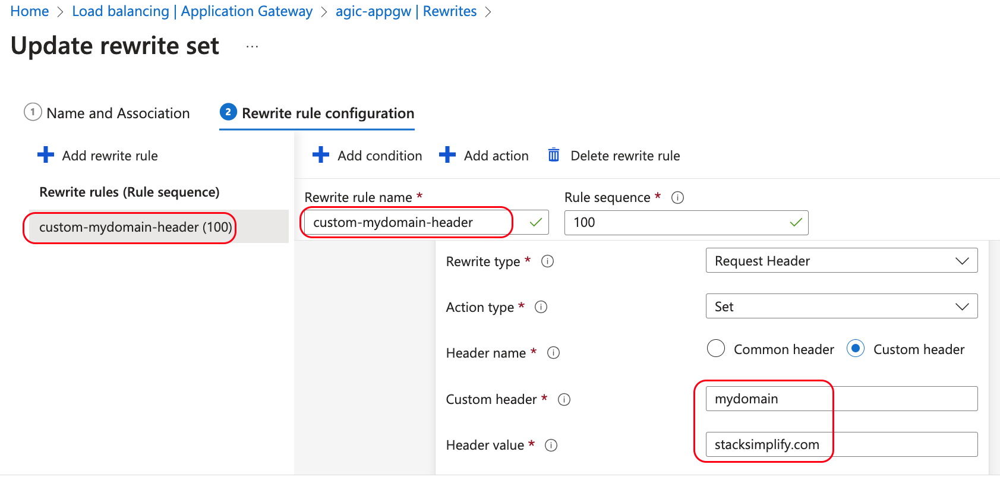 Home > Load balancing | Application Gateway > agic-appgw | Rewrites >
Update rewrite set ...
1 Name and Association 2 Rewrite rule configuration
Add rewrite rule
Rewrite rules (Rule sequence)
custom-mydomain-header (100)
Add condition Add action Delete rewrite rule
Rewrite rule name * Rule sequence *
custom-mydomain-header 100
Rewrite type * Request Header
Action type * Set
Header name * Common header Custom header
Custom header * mydomain
Header value * stacksimplify.com